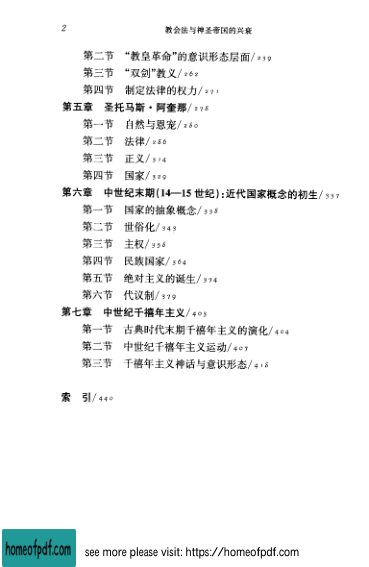 2
教会法与神圣帝国的兴衰
第二节 “教皇革命”的意识形态层面/259
第三节 “双剑”教义/262
第四节 制定法律的权力/271
第五章 圣托马斯·阿奎那/278
第一节 自然与恩宠/280
第二节 法律/286
第三节 正义/314
第四节 国家/329
第六章 中世纪末期(14—15世纪):近代国家概念的初生/337
第一节 国家的抽象概念/338
第二节 世俗化/343
第三节 主权/358
第四节 民族国家/364
第五节 绝对主义的诞生/374
第六节 代议制/379
第七章 中世纪千禧年主义/403
第一节 古典时代末期千禧年主义的演化/404
第二节 中世纪千禧年主义运动/407
第三节 千禧年主义神话与意识形态/418
索 引/440
homeofpdf.com
see more please visit: https://homeofpdf.com